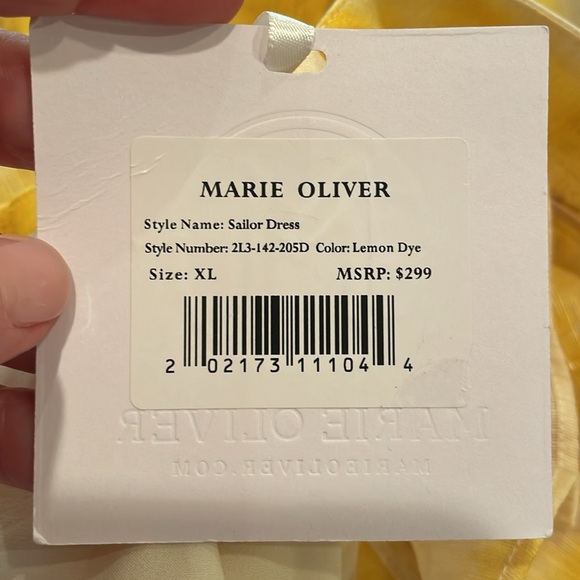 MARIE OLIVER
Style Name: Sailor Dress
Style Number: 2L3-142-205D Color: Lemon Dye
Size: XL MSRP: $299
2 02173 11104 4
MARIE OLIVER
MARIEOLIVER.COM